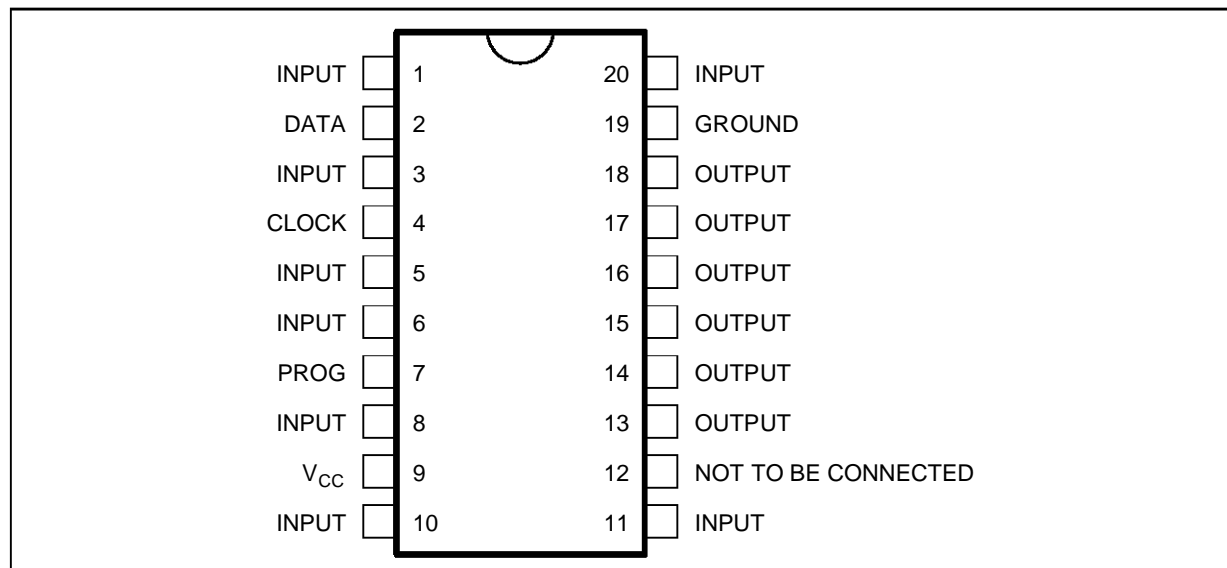 INPUT 1 20 INPUT
DATA 2 19 GROUND
INPUT 3 18 OUTPUT
CLOCK 4 17 OUTPUT
INPUT 5 16 OUTPUT
INPUT 6 15 OUTPUT
PROG 7 14 OUTPUT
INPUT 8 13 OUTPUT
VCC 9 12 NOT TO BE CONNECTED
INPUT 10 11 INPUT